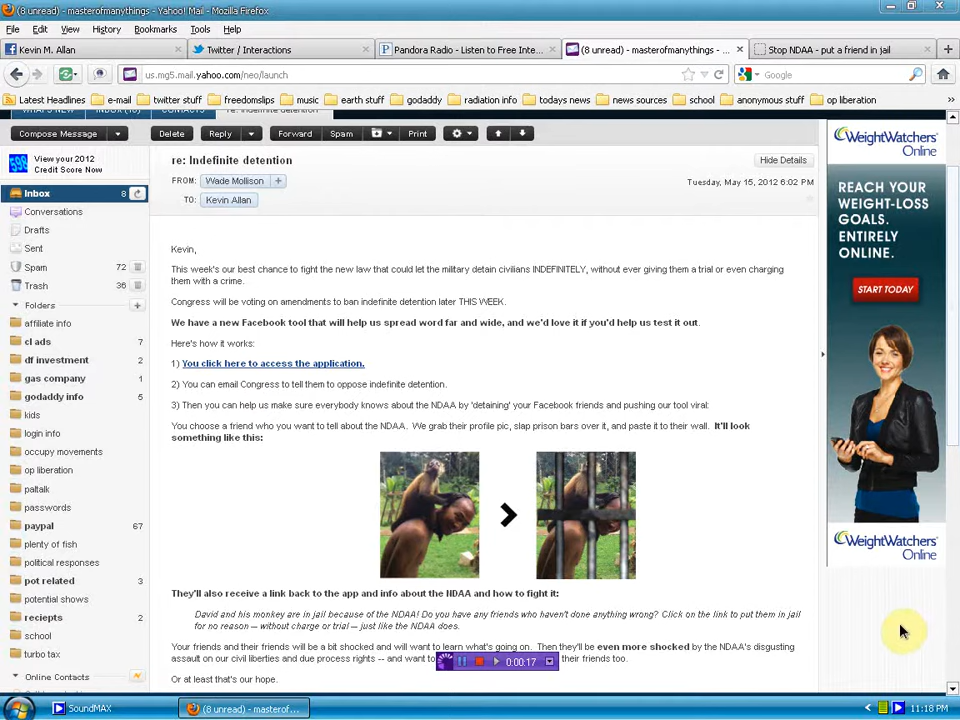 (8 unread) - masterofmanythings - Yahoo! Mail - Mozilla Firefox
File Edit View History Bookmarks Tools Help
Kevin M. Allan
Twitter / Interactions
Pandora Radio - Listen to Free Inte...
(8 unread) - masterofmanythings - ...
Stop NDAA - put a friend in jail
us.mg5.mail.yahoo.com/neo/launch
Google
Latest Headlines e-mail twitter stuff freedomslips music earth stuff godaddy radiation info todays news news sources school anonymous stuff op liberation
Compose Message Delete Reply Forward Spam Print
View your 2012
Credit Score Now
Inbox 8
Conversations
Drafts
Sent
Spam 72
Trash 36
Folders
affiliate info
cl ads 7
df investment 2
gas company 1
godaddy info 5
kids
login info
occupy movements
op liberation
paltalk
passwords
paypal 67
plenty of fish
political responses
pot related 3
potential shows
reciepts 2
school
turbo tax
Online Contacts
re: Indefinite detention
Hide Details
FROM: Wade Mollison +
Tuesday, May 15, 2012 6:02 PM
TO: Kevin Allan
Kevin,
This week's our best chance to fight the new law that could let the military detain civilians INDEFINITELY, without ever giving them a trial or even charging
them with a crime.
Congress will be voting on amendments to ban indefinite detention later THIS WEEK.
We have a new Facebook tool that will help us spread word far and wide, and we'd love it if you'd help us test it out.
Here's how it works:
1) You click here to access the application.
2) You can email Congress to tell them to oppose indefinite detention.
3) Then you can help us make sure everybody knows about the NDAA by 'detaining' your Facebook friends and pushing our tool viral:
You choose a friend who you want to tell about the NDAA. We grab their profile pic, slap prison bars over it, and paste it to their wall. It'll look
something like this:
They'll also receive a link back to the app and info about the NDAA and how to fight it:
David and his monkey are in jail because of the NDAA! Do you have any friends who haven't done anything wrong? Click on the link to put them in jail
for no reason -- without charge or trial -- just like the NDAA does.
Your friends and their friends will be a bit shocked and will want to learn what's going on. Then they'll be even more shocked by the NDAA's disgusting
assault on our civil liberties and due process rights -- and want to their friends too.
0:00:17
Or at least that's our hope.
WeightWatchers
Online
REACH YOUR
WEIGHT-LOSS
GOALS.
ENTIRELY
ONLINE.
START TODAY
WeightWatchers
Online
SoundMAX
(8 unread) - masterof...
11:18 PM